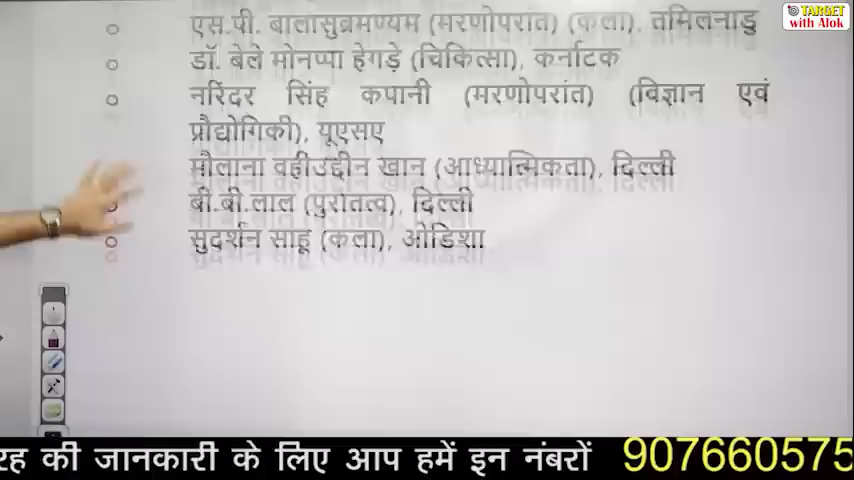 एस.पी. बालासुब्रमण्यम (मरणोपरांत) (कला), तमिलनाडु
डॉ. बेले मोनप्पा हेगड़े (चिकित्सा), कर्नाटक
नरिंदर सिंह कपानी (मरणोपरांत) (विज्ञान एवं
प्रौद्योगिकी), यूएसए
मौलाना वहीउद्दीन खान (आध्यात्मिकता), दिल्ली
बी.बी.लाल (पुरातत्व), दिल्ली
सुदर्शन साहू (कला), ओडिशा
TARGET
with Alok
रह की जानकारी के लिए आप हमें इन नंबरों 907660575